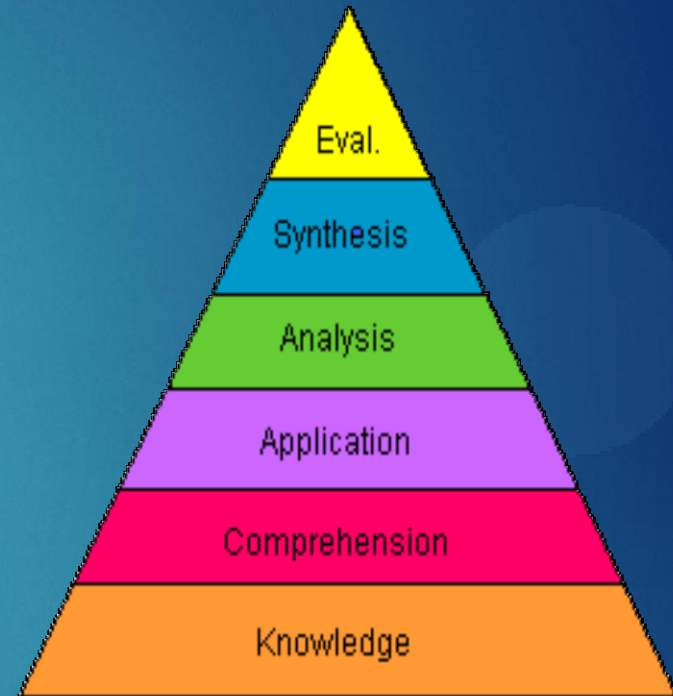 Eval.
Synthesis
Analysis
Application
Comprehension
Knowledge